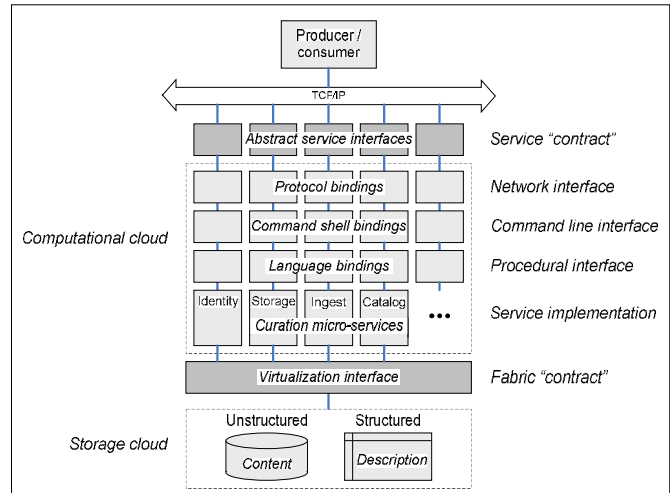 Producer /
consumer
TCF/IP
Abstract service interfaces
Service “contract”
Protocol bindings
Network interface
Computational cloud
Command shell bindings
Command line interface
Language bindings
Procedural interface
Identity
Storage
Ingest
Catalog
•••
Curation micro-services
Service implementation
Virtualization interface
Fabric “contract”
Unstructured
Structured
Storage cloud
Content
Description